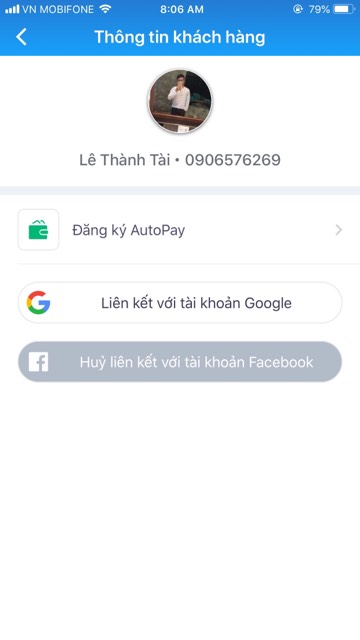 VN MOBIFONE 8:06 AM 79%
Thông tin khách hàng
Lê Thành Tài • 0906576269
Đăng ký AutoPay
Liên kết với tài khoản Google
Huỷ liên kết với tài khoản Facebook